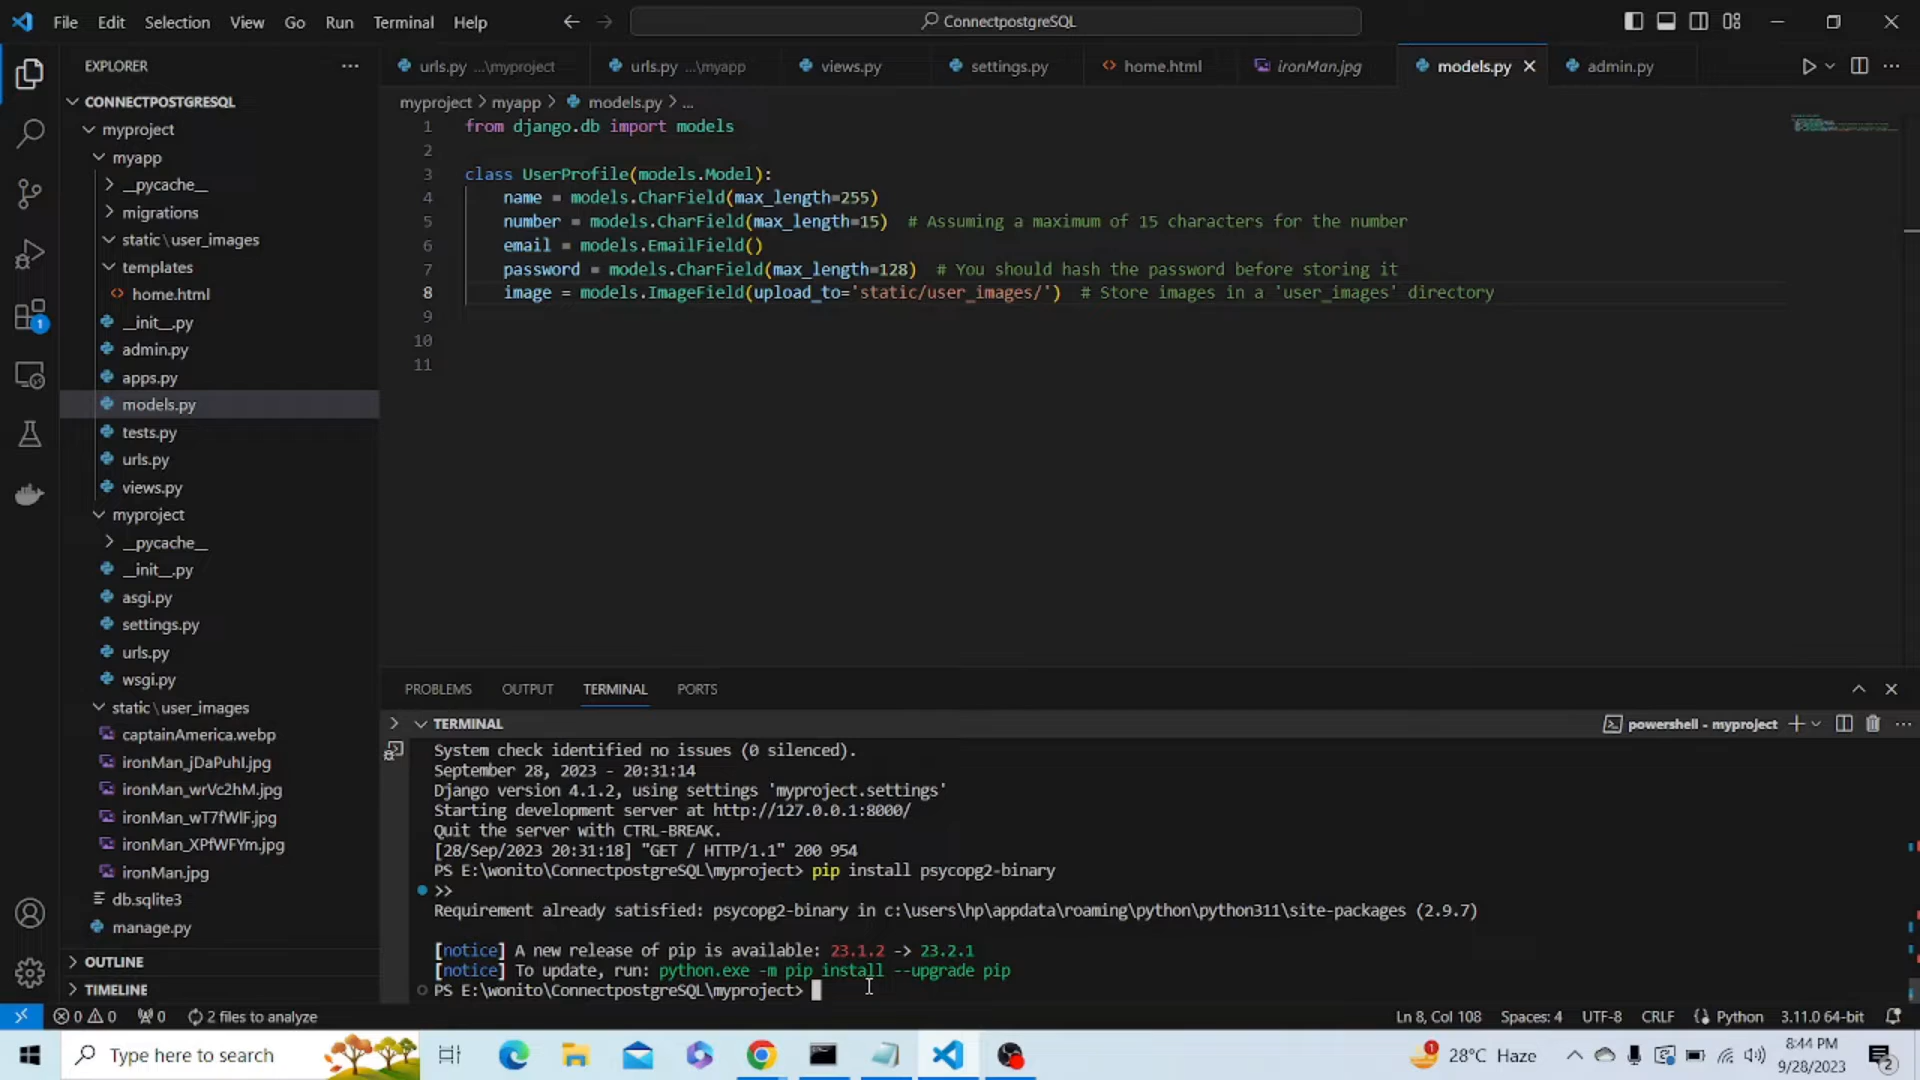 File Edit Selection View Go Run Terminal Help
ConnectpostgreSQL
EXPLORER
urls.py ...\myproject
urls.py ...\myapp
views.py
settings.py
home.html
ironMan.jpg
models.py
admin.py
CONNECTPOSTGRESQL
myproject
myapp
__pycache__
migrations
static\user_images
templates
home.html
__init__.py
admin.py
apps.py
models.py
tests.py
urls.py
views.py
myproject
__pycache__
__init__.py
asgi.py
settings.py
urls.py
wsgi.py
static\user_images
captainAmerica.webp
ironMan_jDaPuhI.jpg
ironMan_wrVc2hM.jpg
ironMan_wT7fWlF.jpg
ironMan_XPfWFYm.jpg
ironMan.jpg
db.sqlite3
manage.py
OUTLINE
TIMELINE
1
myproject > myapp > models.py > ...
1 from django.db import models
2
3 class UserProfile(models.Model):
4 name = models.CharField(max_length=255)
5 number = models.CharField(max_length=15) # Assuming a maximum of 15 characters for the number
6 email = models.EmailField()
7 password = models.CharField(max_length=128) # You should hash the password before storing it
8 image = models.ImageField(upload_to='static/user_images/') # Store images in a 'user_images' directory
9
10
11
PROBLEMS OUTPUT TERMINAL PORTS
TERMINAL
powershell - myproject
System check identified no issues (0 silenced).
September 28, 2023 - 20:31:14
Django version 4.1.2, using settings 'myproject.settings'
Starting development server at http://127.0.0.1:8000/
Quit the server with CTRL-BREAK.
[28/Sep/2023 20:31:18] "GET / HTTP/1.1" 200 954
PS E:\wonito\ConnectpostgreSQL\myproject> pip install psycopg2-binary
>>
Requirement already satisfied: psycopg2-binary in c:\users\hp\appdata\roaming\python\python311\site-packages (2.9.7)
[notice] A new release of pip is available: 23.1.2 -> 23.2.1
[notice] To update, run: python.exe -m pip install --upgrade pip
PS E:\wonito\ConnectpostgreSQL\myproject>
0 0 0 2 files to analyze
Ln 8, Col 108 Spaces: 4 UTF-8 CRLF Python 3.11.0 64-bit
Type here to search
1
28°C Haze
8:44 PM
9/28/2023
2